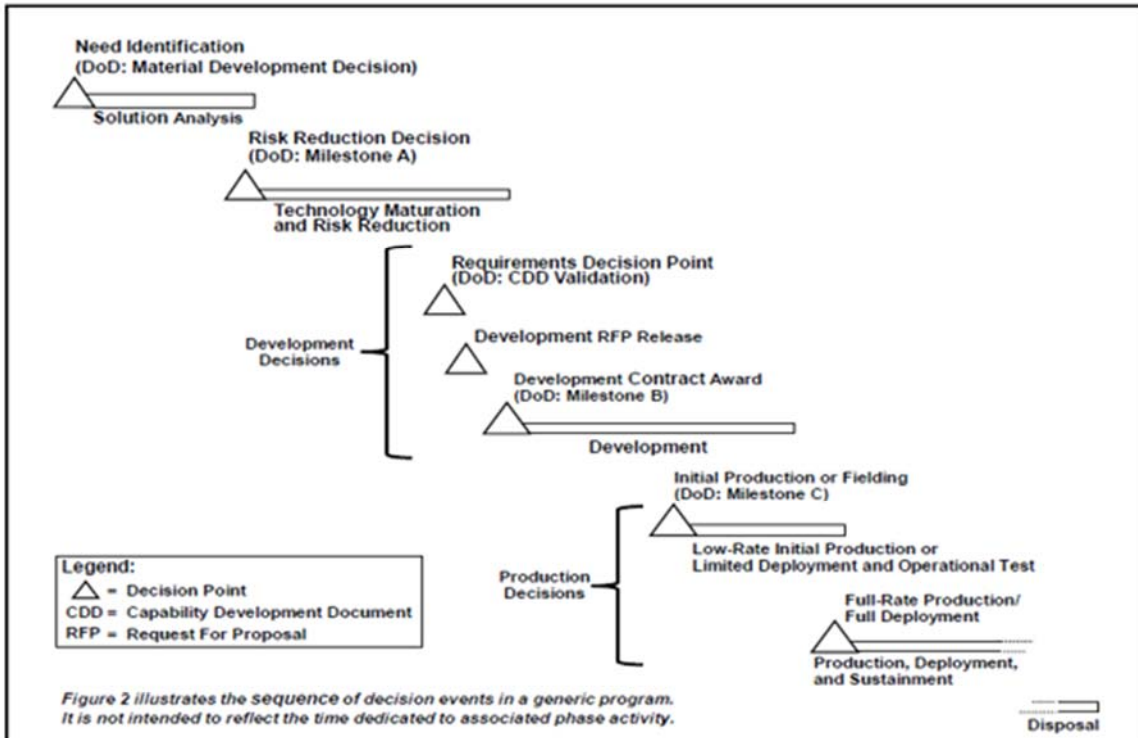 Need Identification
(DoD: Material Development Decision)
Solution Analysis
Risk Reduction Decision
(DoD: Milestone A)
Technology Maturation
and Risk Reduction
Requirements Decision Point
(DoD: CDD Validation)
Development
Decisions
Development RFP Release
Development Contract Award
(DoD: Milestone B)
Development
Initial Production or Fielding
(DoD: Milestone C)
Low-Rate Initial Production or
Limited Deployment and Operational Test
Production
Decisions
Full-Rate Production/
Full Deployment
Production, Deployment,
and Sustainment
Disposal
Legend:
= Decision Point
CDD = Capability Development Document
RFP = Request For Proposal
Figure 2 illustrates the sequence of decision events in a generic program.
It is not intended to reflect the time dedicated to associated phase activity.